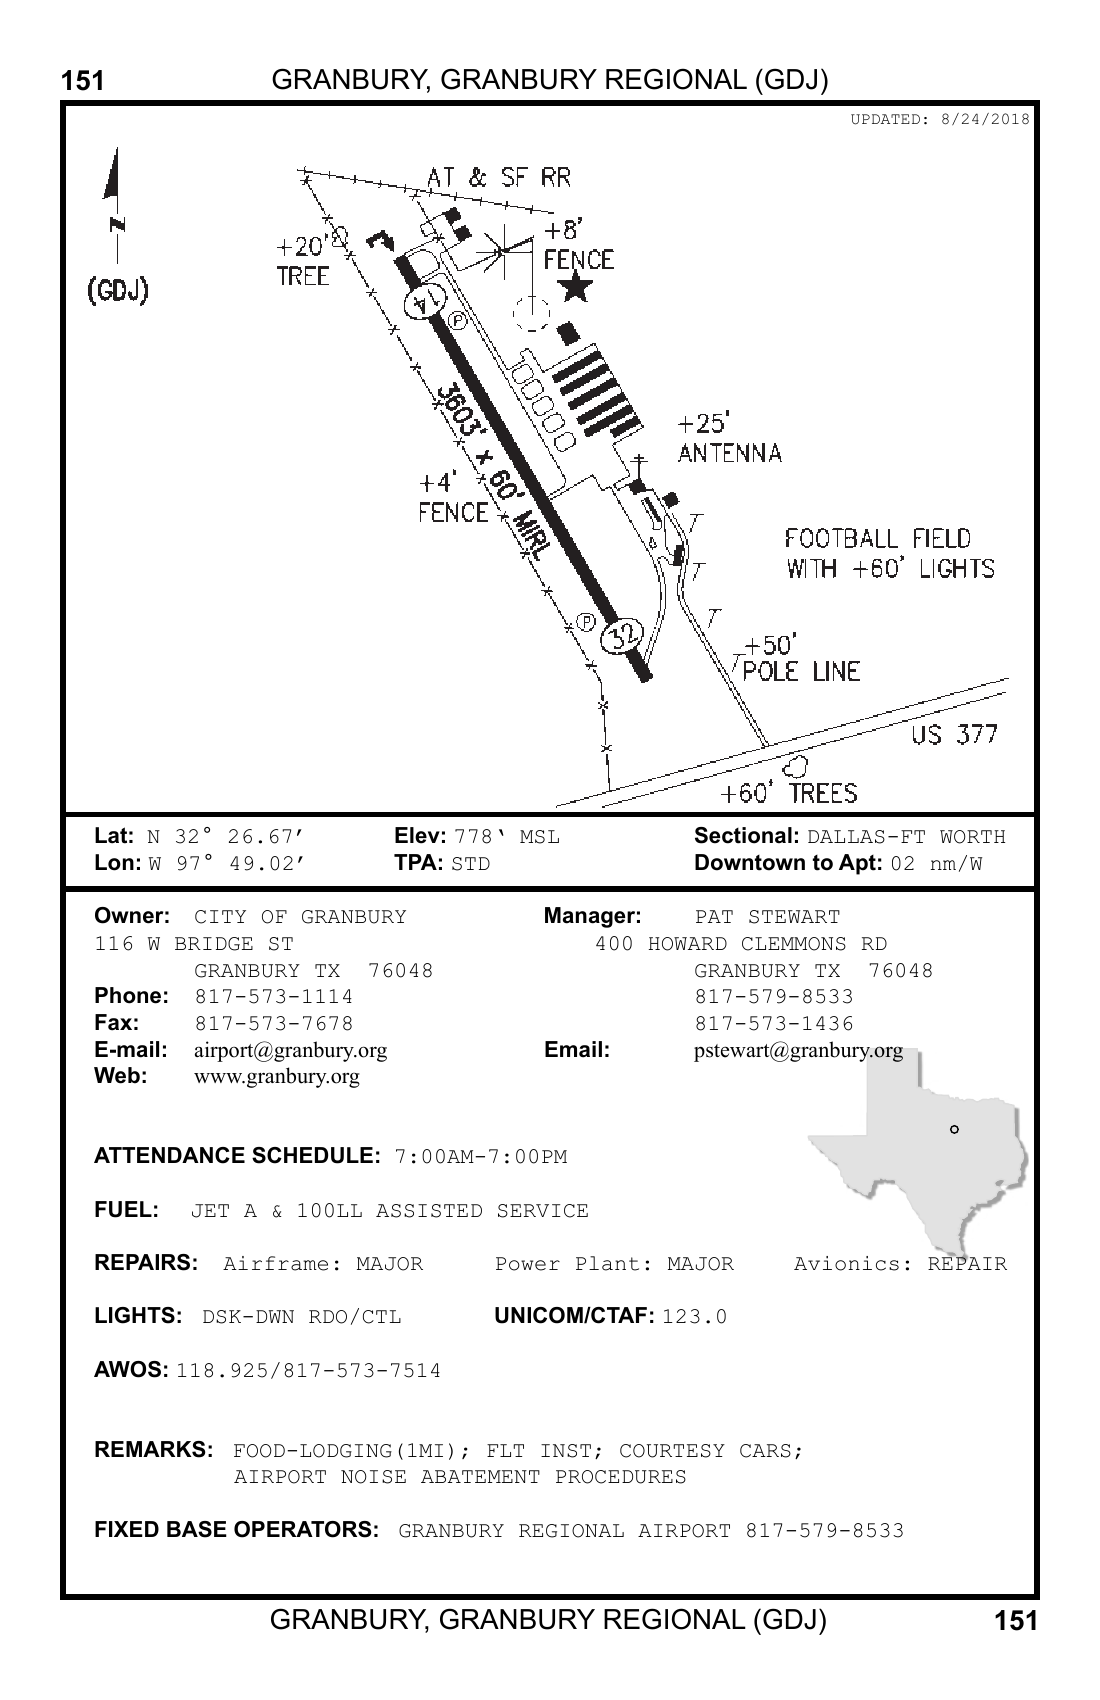 151 GRANBURY, GRANBURY REGIONAL (GDJ)
UPDATED: 8/24/2018
AT & SF RR
+20'
TREE
+8'
FENCE
N
(GDJ)
14
P
3603' x 60' MIRL
+25'
ANTENNA
+4'
FENCE
FOOTBALL FIELD
WITH +60' LIGHTS
P
32
+50'
POLE LINE
US 377
+60' TREES
Lat: N 32° 26.67′ Elev: 778‘ MSL Sectional: DALLAS-FT WORTH
Lon: W 97° 49.02′ TPA: STD Downtown to Apt: 02 nm/W
Owner: CITY OF GRANBURY Manager: PAT STEWART
116 W BRIDGE ST 400 HOWARD CLEMMONS RD
GRANBURY TX 76048 GRANBURY TX 76048
Phone: 817-573-1114 817-579-8533
Fax: 817-573-7678 817-573-1436
E-mail: airport@granbury.org Email: pstewart@granbury.org
Web: www.granbury.org
ATTENDANCE SCHEDULE: 7:00AM-7:00PM
FUEL: JET A & 100LL ASSISTED SERVICE
REPAIRS: Airframe: MAJOR Power Plant: MAJOR Avionics: REPAIR
LIGHTS: DSK-DWN RDO/CTL UNICOM/CTAF: 123.0
AWOS: 118.925/817-573-7514
REMARKS: FOOD-LODGING(1MI); FLT INST; COURTESY CARS;
AIRPORT NOISE ABATEMENT PROCEDURES
FIXED BASE OPERATORS: GRANBURY REGIONAL AIRPORT 817-579-8533
GRANBURY, GRANBURY REGIONAL (GDJ) 151